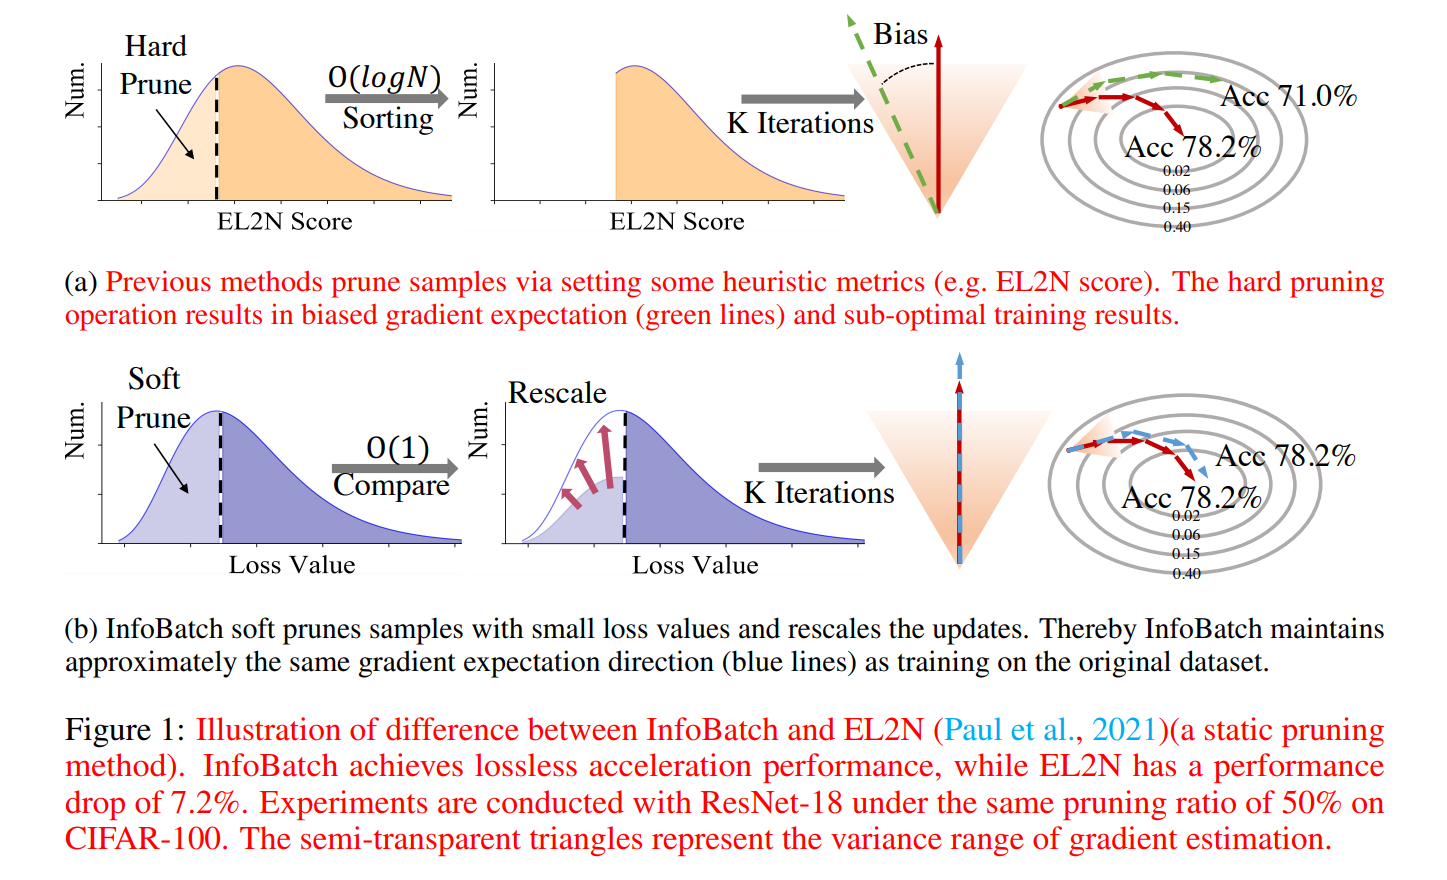 Hard
Prune
Num.
EL2N Score
O(logN)
Sorting
Num.
EL2N Score
K Iterations
Bias
Acc 71.0%
Acc 78.2%
0.02
0.06
0.15
0.40
(a) Previous methods prune samples via setting some heuristic metrics (e.g. EL2N score). The hard pruning
operation results in biased gradient expectation (green lines) and sub-optimal training results.
Soft
Prune
Num.
Loss Value
O(1)
Compare
Rescale
Num.
Loss Value
K Iterations
Acc 78.2%
Acc 78.2%
0.02
0.06
0.15
0.40
(b) InfoBatch soft prunes samples with small loss values and rescales the updates. Thereby InfoBatch maintains
approximately the same gradient expectation direction (blue lines) as training on the original dataset.
Figure 1: Illustration of difference between InfoBatch and EL2N (Paul et al., 2021)(a static pruning
method). InfoBatch achieves lossless acceleration performance, while EL2N has a performance
drop of 7.2%. Experiments are conducted with ResNet-18 under the same pruning ratio of 50% on
CIFAR-100. The semi-transparent triangles represent the variance range of gradient estimation.